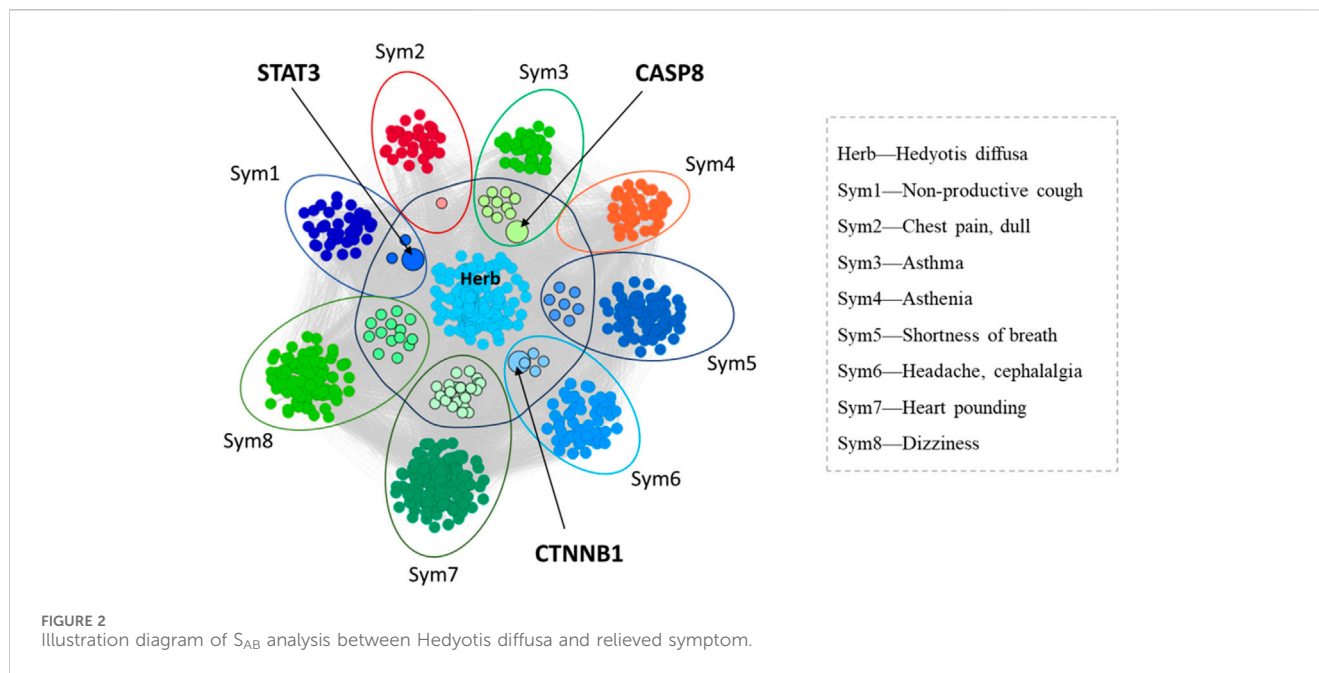 Sym2
STAT3
Sym3
CASP8
Sym1
Sym4
Herb
Sym5
Sym8
Sym6
Sym7
CTNNB1
Herb—Hedyotis diffusa
Sym1—Non-productive cough
Sym2—Chest pain, dull
Sym3—Asthma
Sym4—Asthenia
Sym5—Shortness of breath
Sym6—Headache, cephalalgia
Sym7—Heart pounding
Sym8—Dizziness
FIGURE 2
Illustration diagram of SAB analysis between Hedyotis diffusa and relieved symptom.